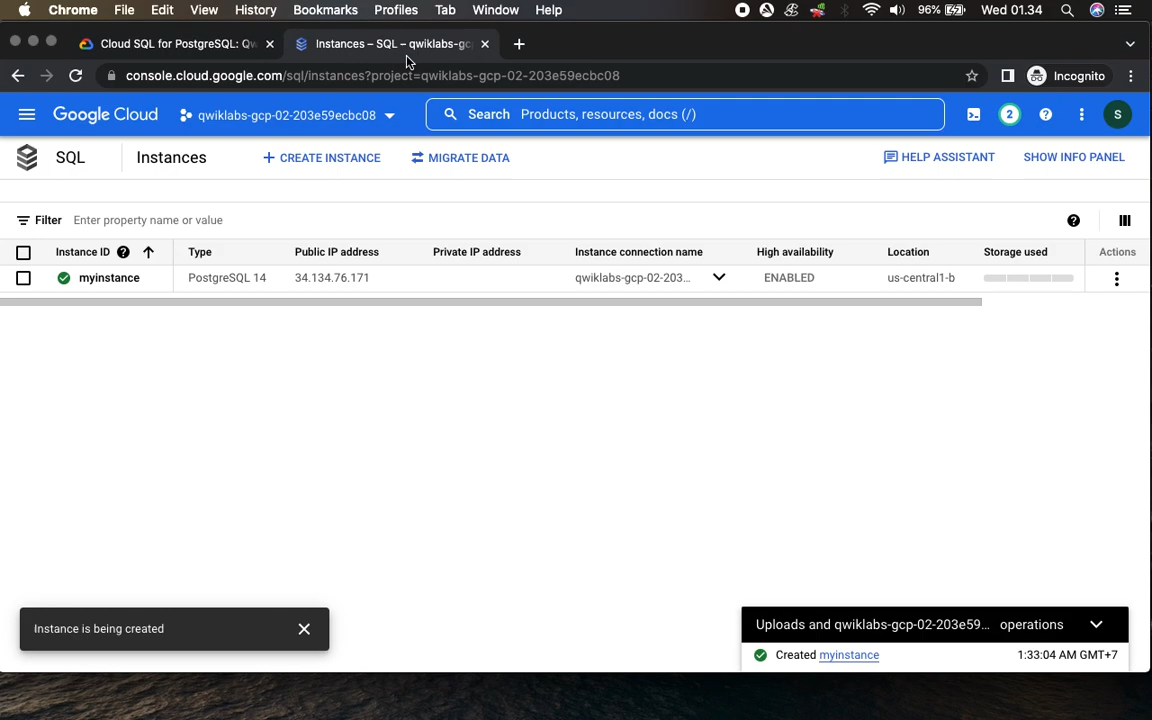 Chrome File Edit View History Bookmarks Profiles Tab Window Help 96% Wed 01.34
Cloud SQL for PostgreSQL: Qw Instances – SQL – qwiklabs-gc
console.cloud.google.com/sql/instances?project=qwiklabs-gcp-02-203e59ecbc08 Incognito
Google Cloud qwiklabs-gcp-02-203e59ecbc08 Search Products, resources, docs (/) 2 S
SQL Instances CREATE INSTANCE MIGRATE DATA HELP ASSISTANT SHOW INFO PANEL
Filter Enter property name or value
Instance ID Type Public IP address Private IP address Instance connection name High availability Location Storage used Actions
myinstance PostgreSQL 14 34.134.76.171 qwiklabs-gcp-02-203... ENABLED us-central1-b
Instance is being created
Uploads and qwiklabs-gcp-02-203e59... operations
Created myinstance 1:33:04 AM GMT+7